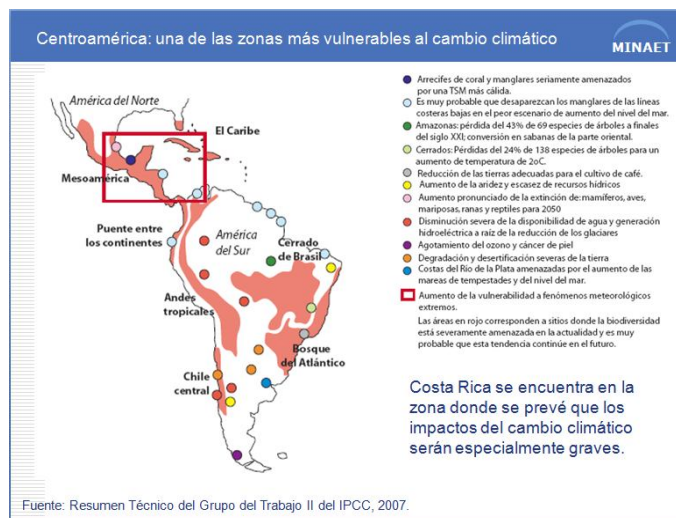 Centroamérica: una de las zonas más vulnerables al cambio climático
MINAET
América del Norte
El Caribe
Mesoamérica
Puente entre
los continentes
América
del Sur
Cerrado
de Brasil
Andes
tropicales
Bosque
del Atlántico
Chile
central
Arrecifes de coral y manglares seriamente amenazados
por una TSM más cálida.
Es muy probable que desaparezcan los manglares de las líneas
costeras bajas en el peor escenario de aumento del nivel del mar.
Amazonas: pérdida del 43% de 69 especies de árboles a finales
del siglo XXI; conversión en sabanas de la parte oriental.
Cerrados: Pérdidas del 24% de 138 especies de árboles para un
aumento de temperatura de 2oC.
Reducción de las tierras adecuadas para el cultivo de café.
Aumento de la aridez y escasez de recursos hídricos
Aumento pronunciado de la extinción de: mamíferos, aves,
mariposas, ranas y reptiles para 2050
Disminución severa de la disponibilidad de agua y generación
hidroeléctrica a raíz de la reducción de los glaciares
Agotamiento del ozono y cáncer de piel
Degradación y desertificación severas de la tierra
Costas del Río de la Plata amenazadas por el aumento de las
mareas de tempestades y del nivel del mar.
Aumento de la vulnerabilidad a fenómenos meteorológicos
extremos.
Las áreas en rojo corresponden a sitios donde la biodiversidad
está severamente amenazada en la actualidad y es muy
probable que esta tendencia continúe en el futuro.
Costa Rica se encuentra en la
zona donde se prevé que los
impactos del cambio climático
serán especialmente graves.
Fuente: Resumen Técnico del Grupo del Trabajo II del IPCC, 2007.